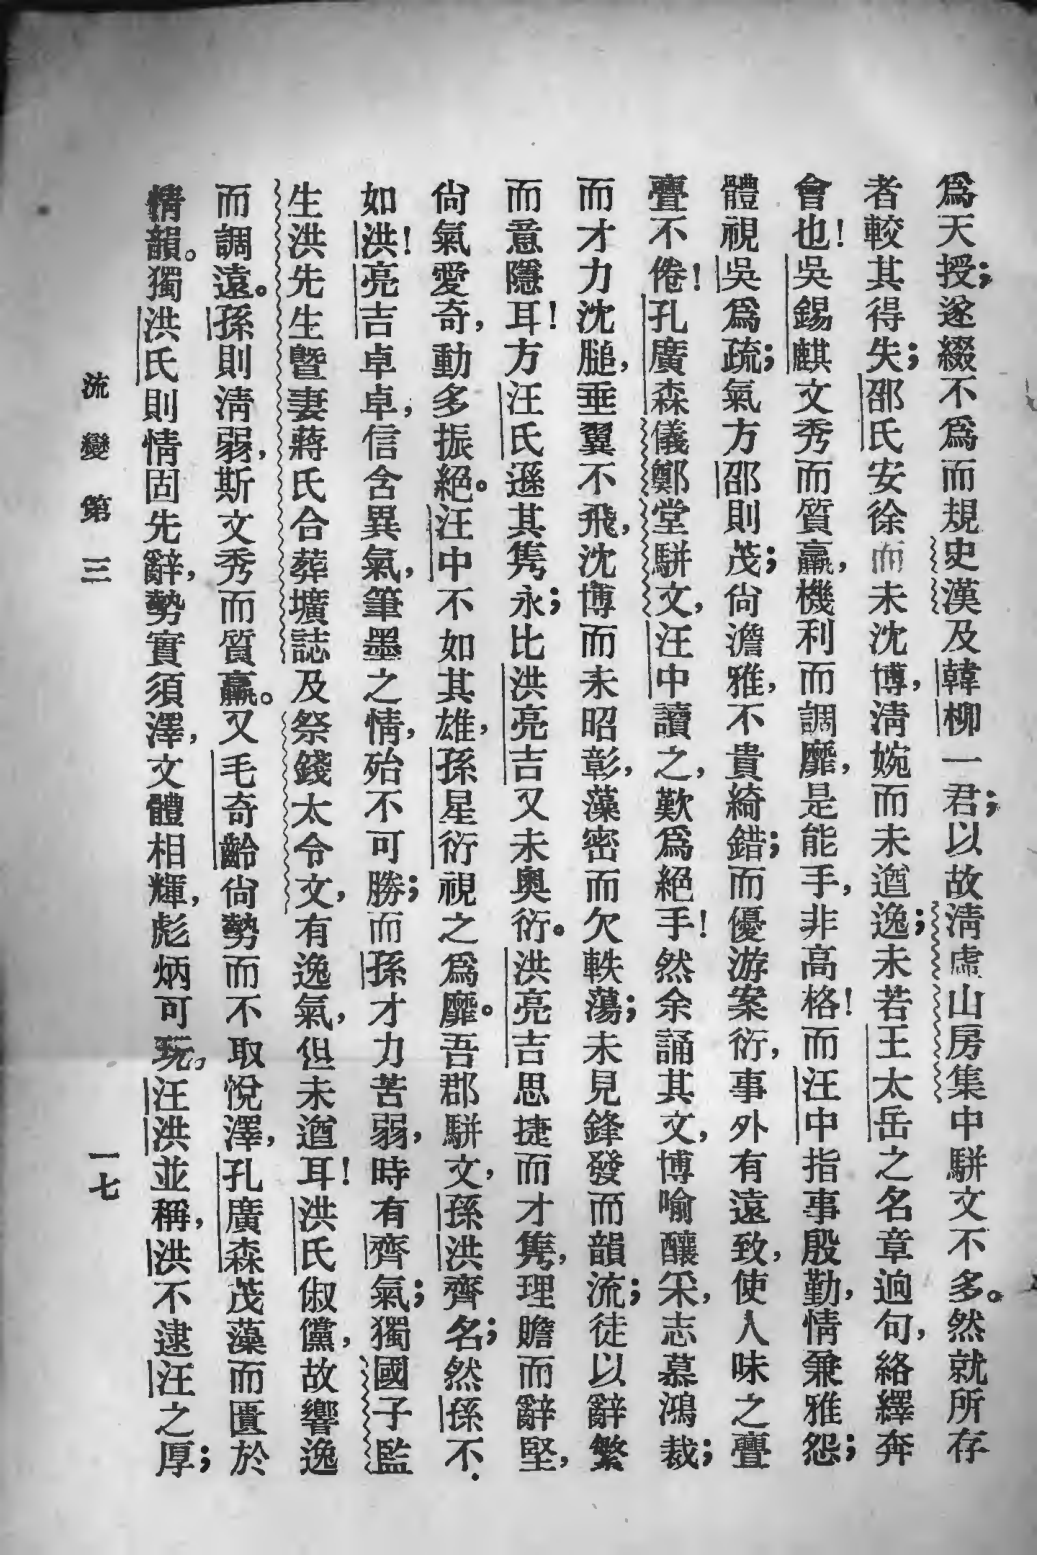 爲天授；遂綴不爲而規史漢及韓柳一君；以故淸虛山房集中駢文不多。然就所存
者較其得失；邵氏安徐而未沈博，淸婉而未遒逸；未若王太岳之名章迥句，絡繹奔
會也！吳錫麒文秀而質羸，機利而調靡，是能手，非高格！而汪中指事殷勤，情兼雅怨；
體視吳爲疏；氣方邵則茂；尙澹雅，不貴綺錯；而優游案衍，事外有遠致，使人味之亹
亹不倦！孔廣森儀鄭堂駢文，汪中讀之，歎爲絕手！然余誦其文，博喻釀采，志慕鴻裁；
而才力沈膇，垂翼不飛，沈博而未昭彰，藻密而欠軼蕩；未見鋒發而韻流；徒以辭繁
而意隱耳！方汪氏遜其雋永；比洪亮吉又未奧衍。洪亮吉思捷而才雋，理贍而辭堅，
尙氣愛奇，動多振絕。汪中不如其雄，孫星衍視之爲靡。吾郡駢文，孫洪齊名；然孫不
如洪！亮吉卓卓，信含異氣，筆墨之情，殆不可勝；而孫才力苦弱，時有齊氣；獨國子監
生洪先生曁妻蔣氏合葬壙誌及祭錢太令文，有逸氣，但未遒耳！洪氏俶儻，故響逸
而調遠。孫則淸弱，斯文秀而質羸。又毛奇齡尙勢而不取悅澤，孔廣森茂藻而匱於
情韻。獨洪氏則情固先辭，勢實須澤，文體相輝，彪炳可玩。汪洪並稱，洪不逮汪之厚；
流變第三
一七